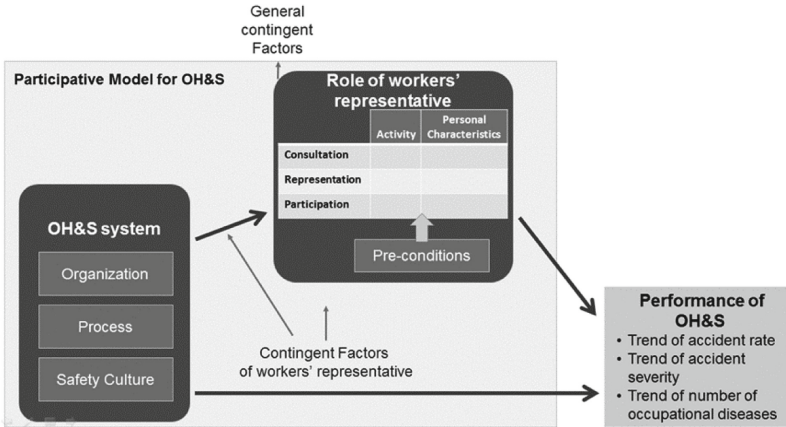 General
contingent
Factors
Participative Model for OH&S
Role of workers'
representative
Activity
Personal
Characteristics
Consultation
Representation
Participation
Pre-conditions
OH&S system
Organization
Process
Safety Culture
Contingent Factors
of workers' representative
Performance of
OH&S
• Trend of accident rate
• Trend of accident
severity
• Trend of number of
occupational diseases